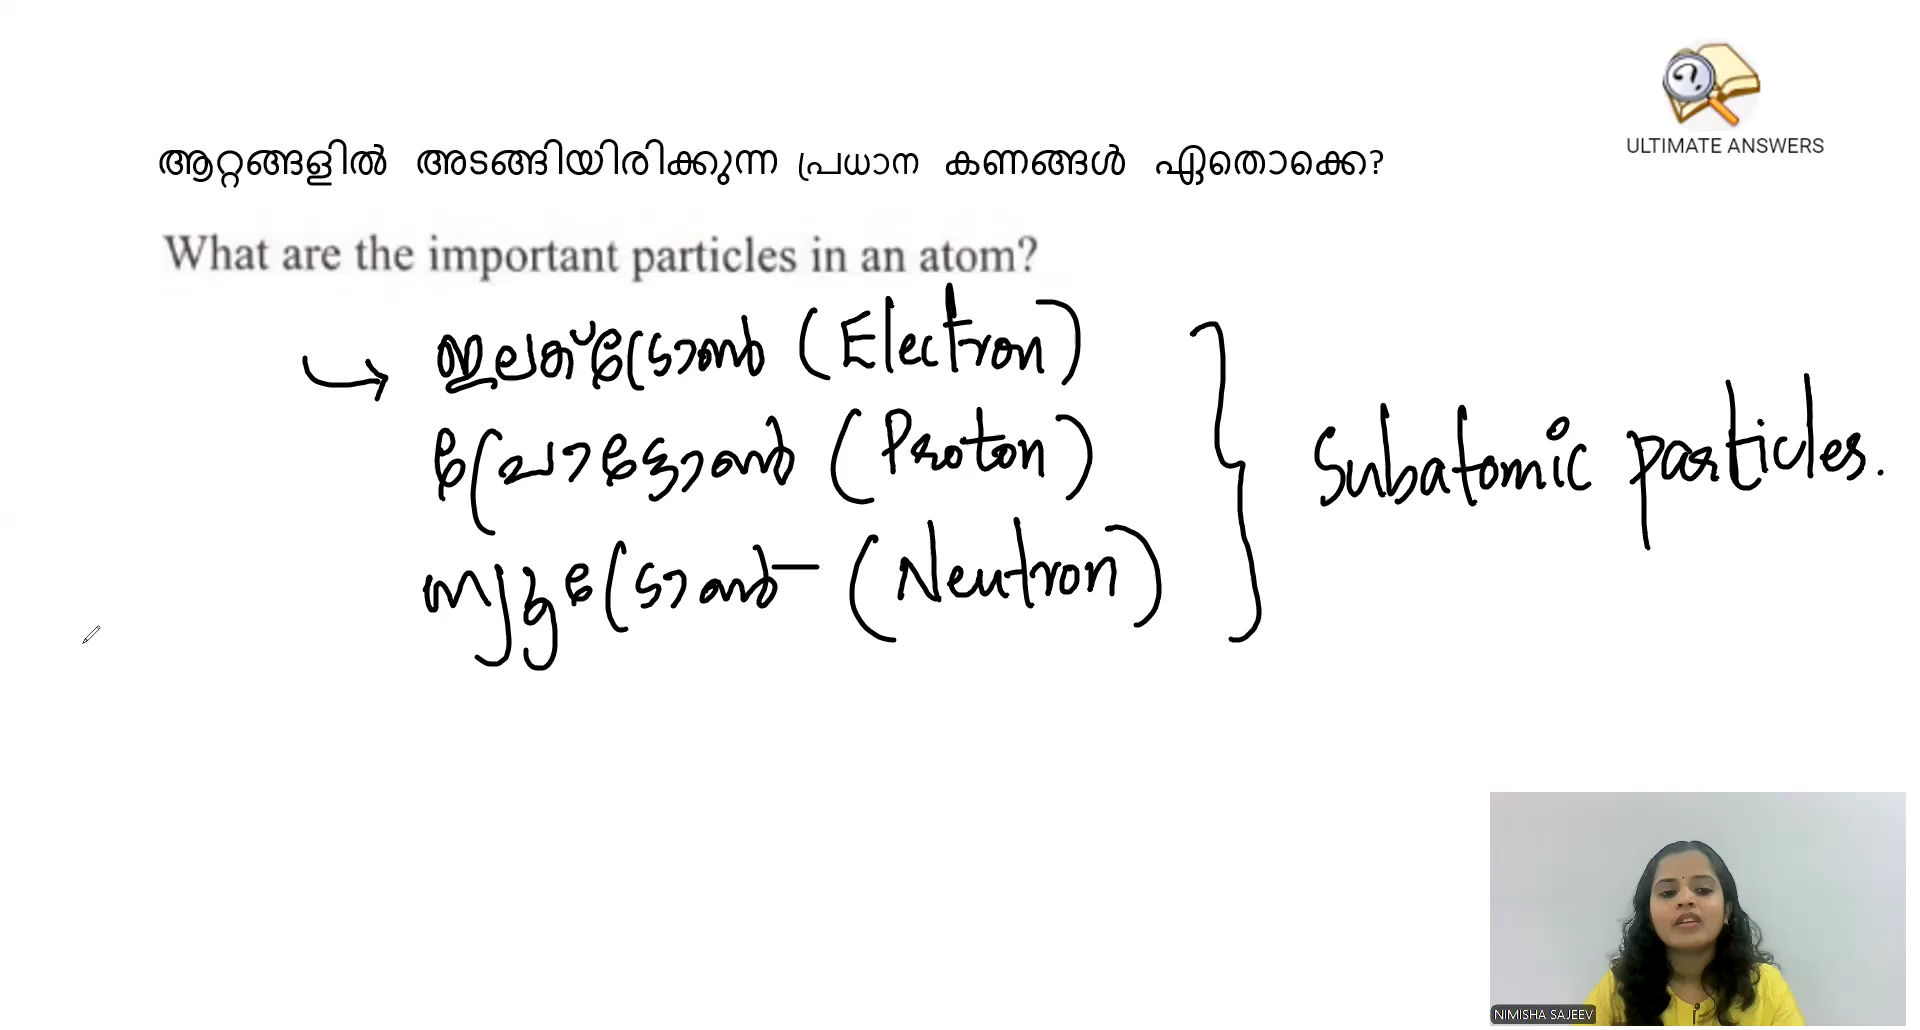 ULTIMATE ANSWERS
ആറ്റങ്ങളിൽ അടങ്ങിയിരിക്കുന്ന പ്രധാന കണങ്ങൾ ഏതൊക്കെ?
What are the important particles in an atom?
ഇലക്ട്രോൺ (Electron)
പ്രോട്ടോൺ (Proton)
ന്യൂട്രോൺ – (Neutron)
Subatomic particles.
NIMISHA SAJEEV